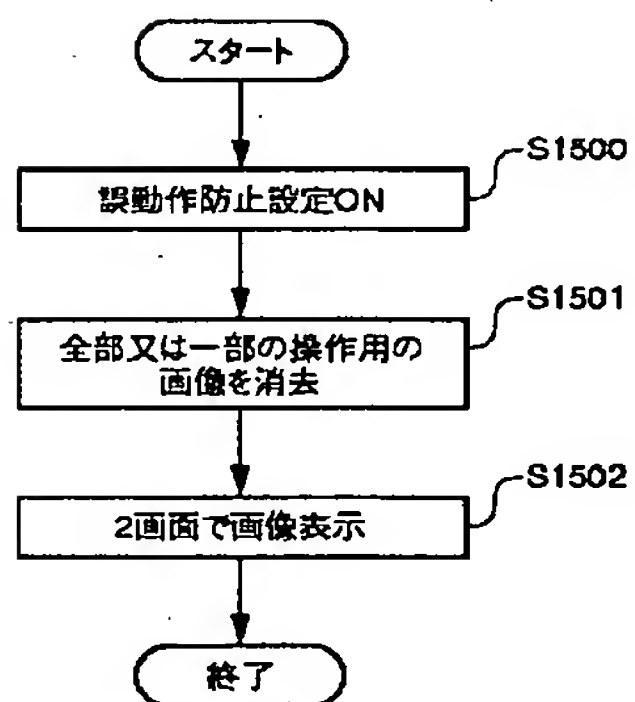 スタート
S1500
誤動作防止設定ON
S1501
全部又は一部の操作用の
画像を消去
S1502
2画面で画像表示
終了